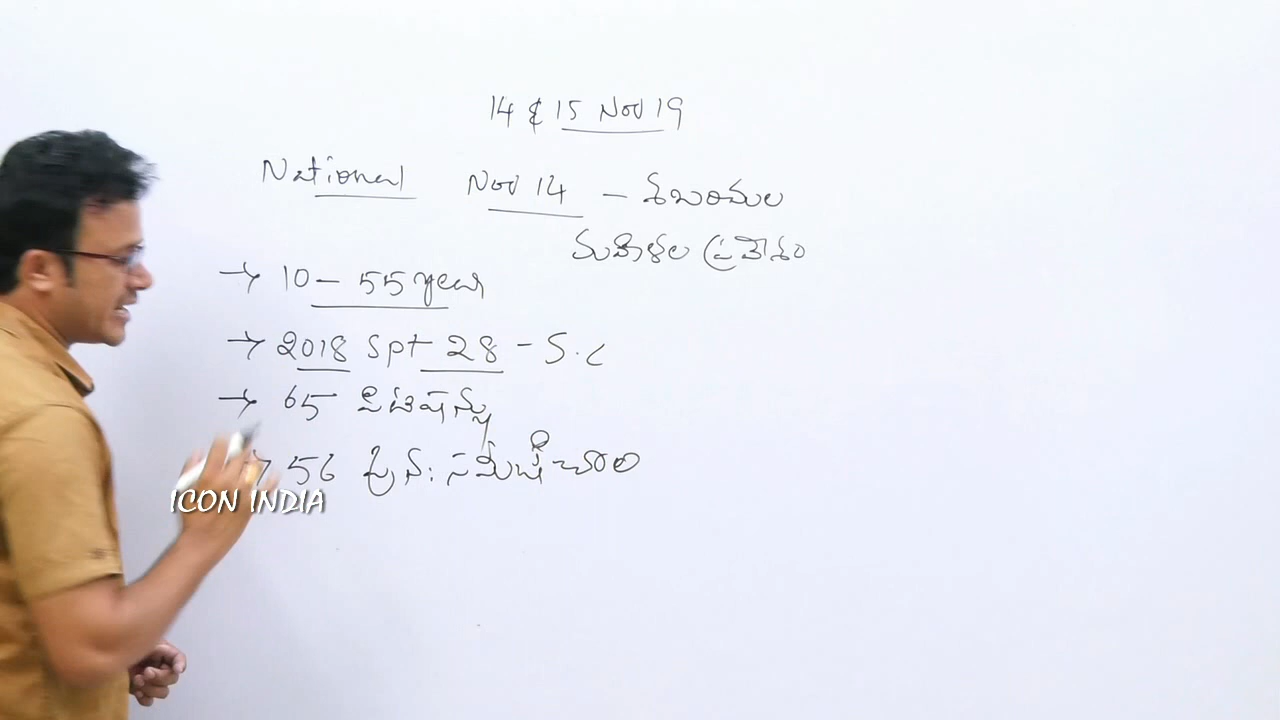 14 & 15 Nov 19
National Nov 14 – శబరిమల
మహిళల ప్రవేశం
→ 10 – 55 year
→ 2018 Spt 28 – S.C
→ 65 పిటిషన్లు
→ 56 పున: సమీక్షించాలి
ICON INDIA